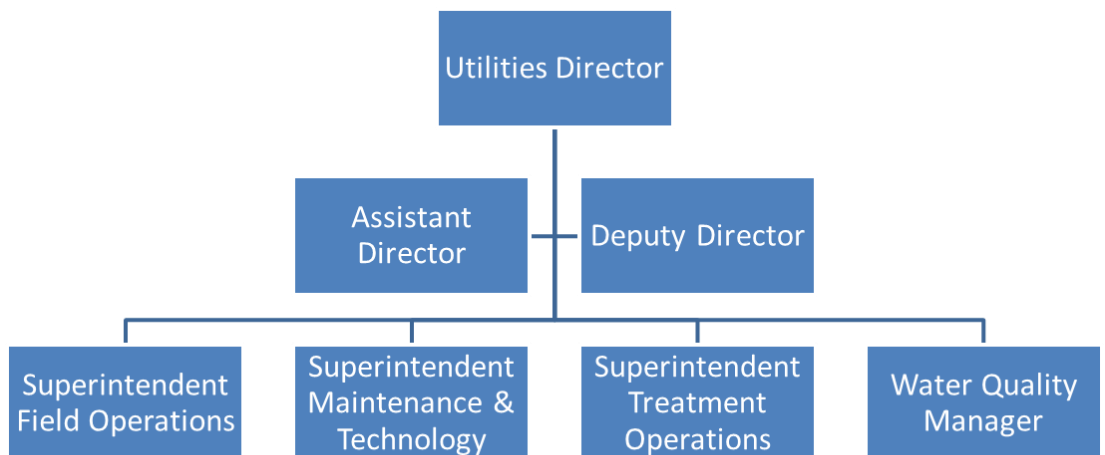 Utilities Director
Assistant
Director
Deputy Director
Superintendent
Field Operations
Superintendent
Maintenance &
Technology
Superintendent
Treatment
Operations
Water Quality
Manager